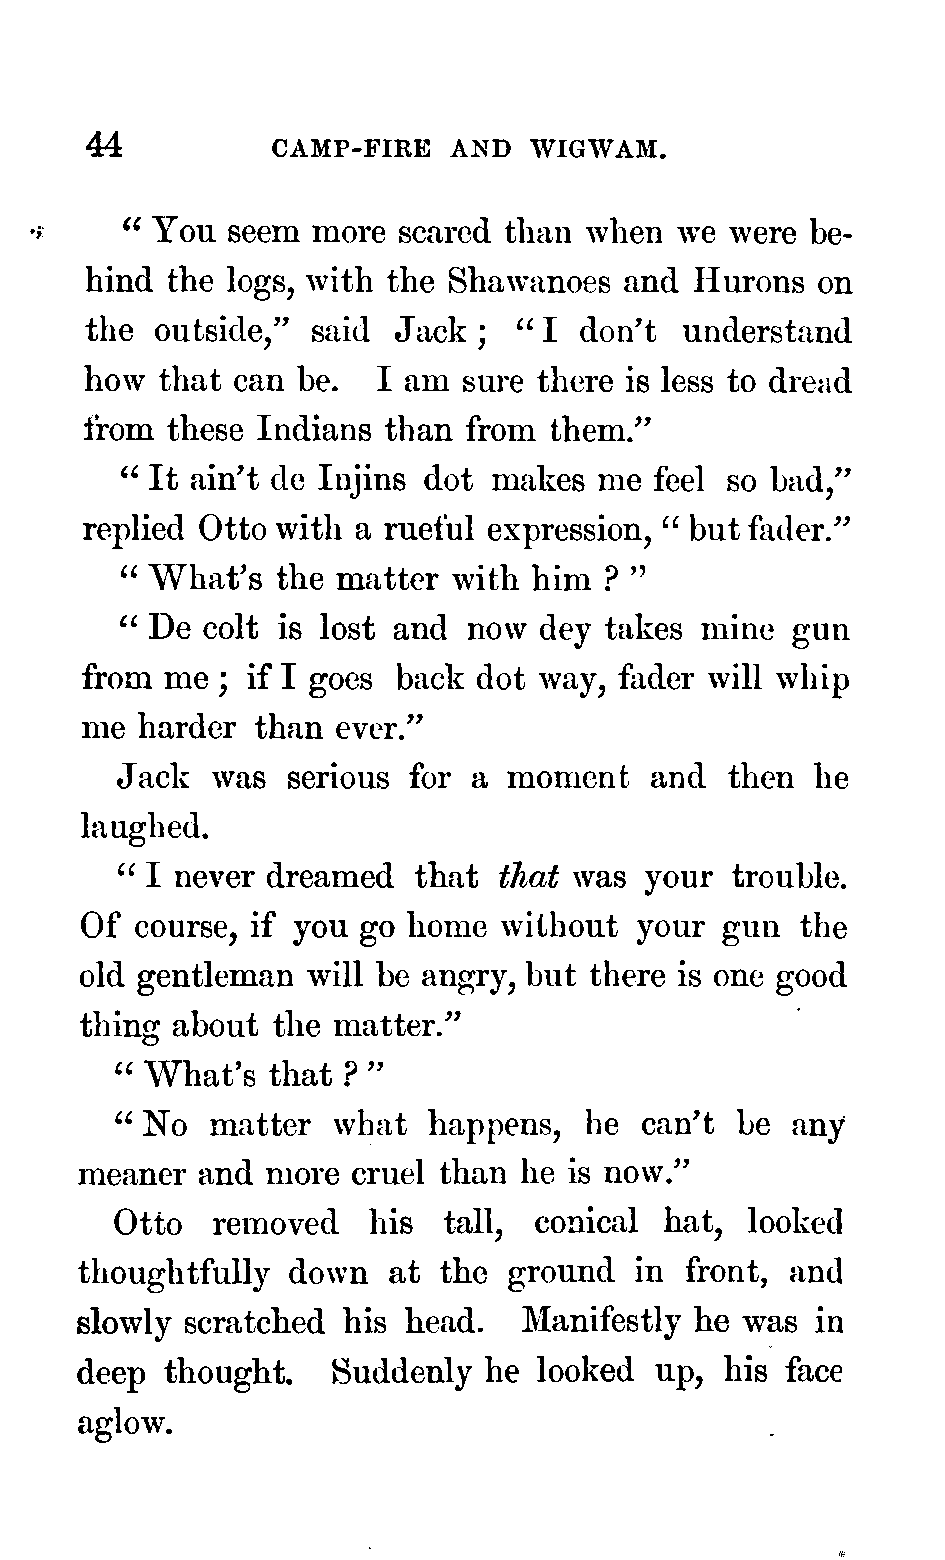 44 CAMP-FIRE AND WIGWAM.
“ You seem more scared than when we were be-
hind the logs, with the Shawanoes and Hurons on
the outside,” said Jack ; “ I don’t understand
how that can be. I am sure there is less to dread
from these Indians than from them.”
“ It ain’t de Injins dot makes me feel so bad,”
replied Otto with a rueful expression, “ but fader.”
“ What’s the matter with him ? ”
“ De colt is lost and now dey takes mine gun
from me ; if I goes back dot way, fader will whip
me harder than ever.”
Jack was serious for a moment and then he
laughed.
“ I never dreamed that that was your trouble.
Of course, if you go home without your gun the
old gentleman will be angry, but there is one good
thing about the matter.”
“ What’s that ? ”
“ No matter what happens, he can’t be any
meaner and more cruel than he is now.”
Otto removed his tall, conical hat, looked
thoughtfully down at the ground in front, and
slowly scratched his head. Manifestly he was in
deep thought. Suddenly he looked up, his face
aglow.